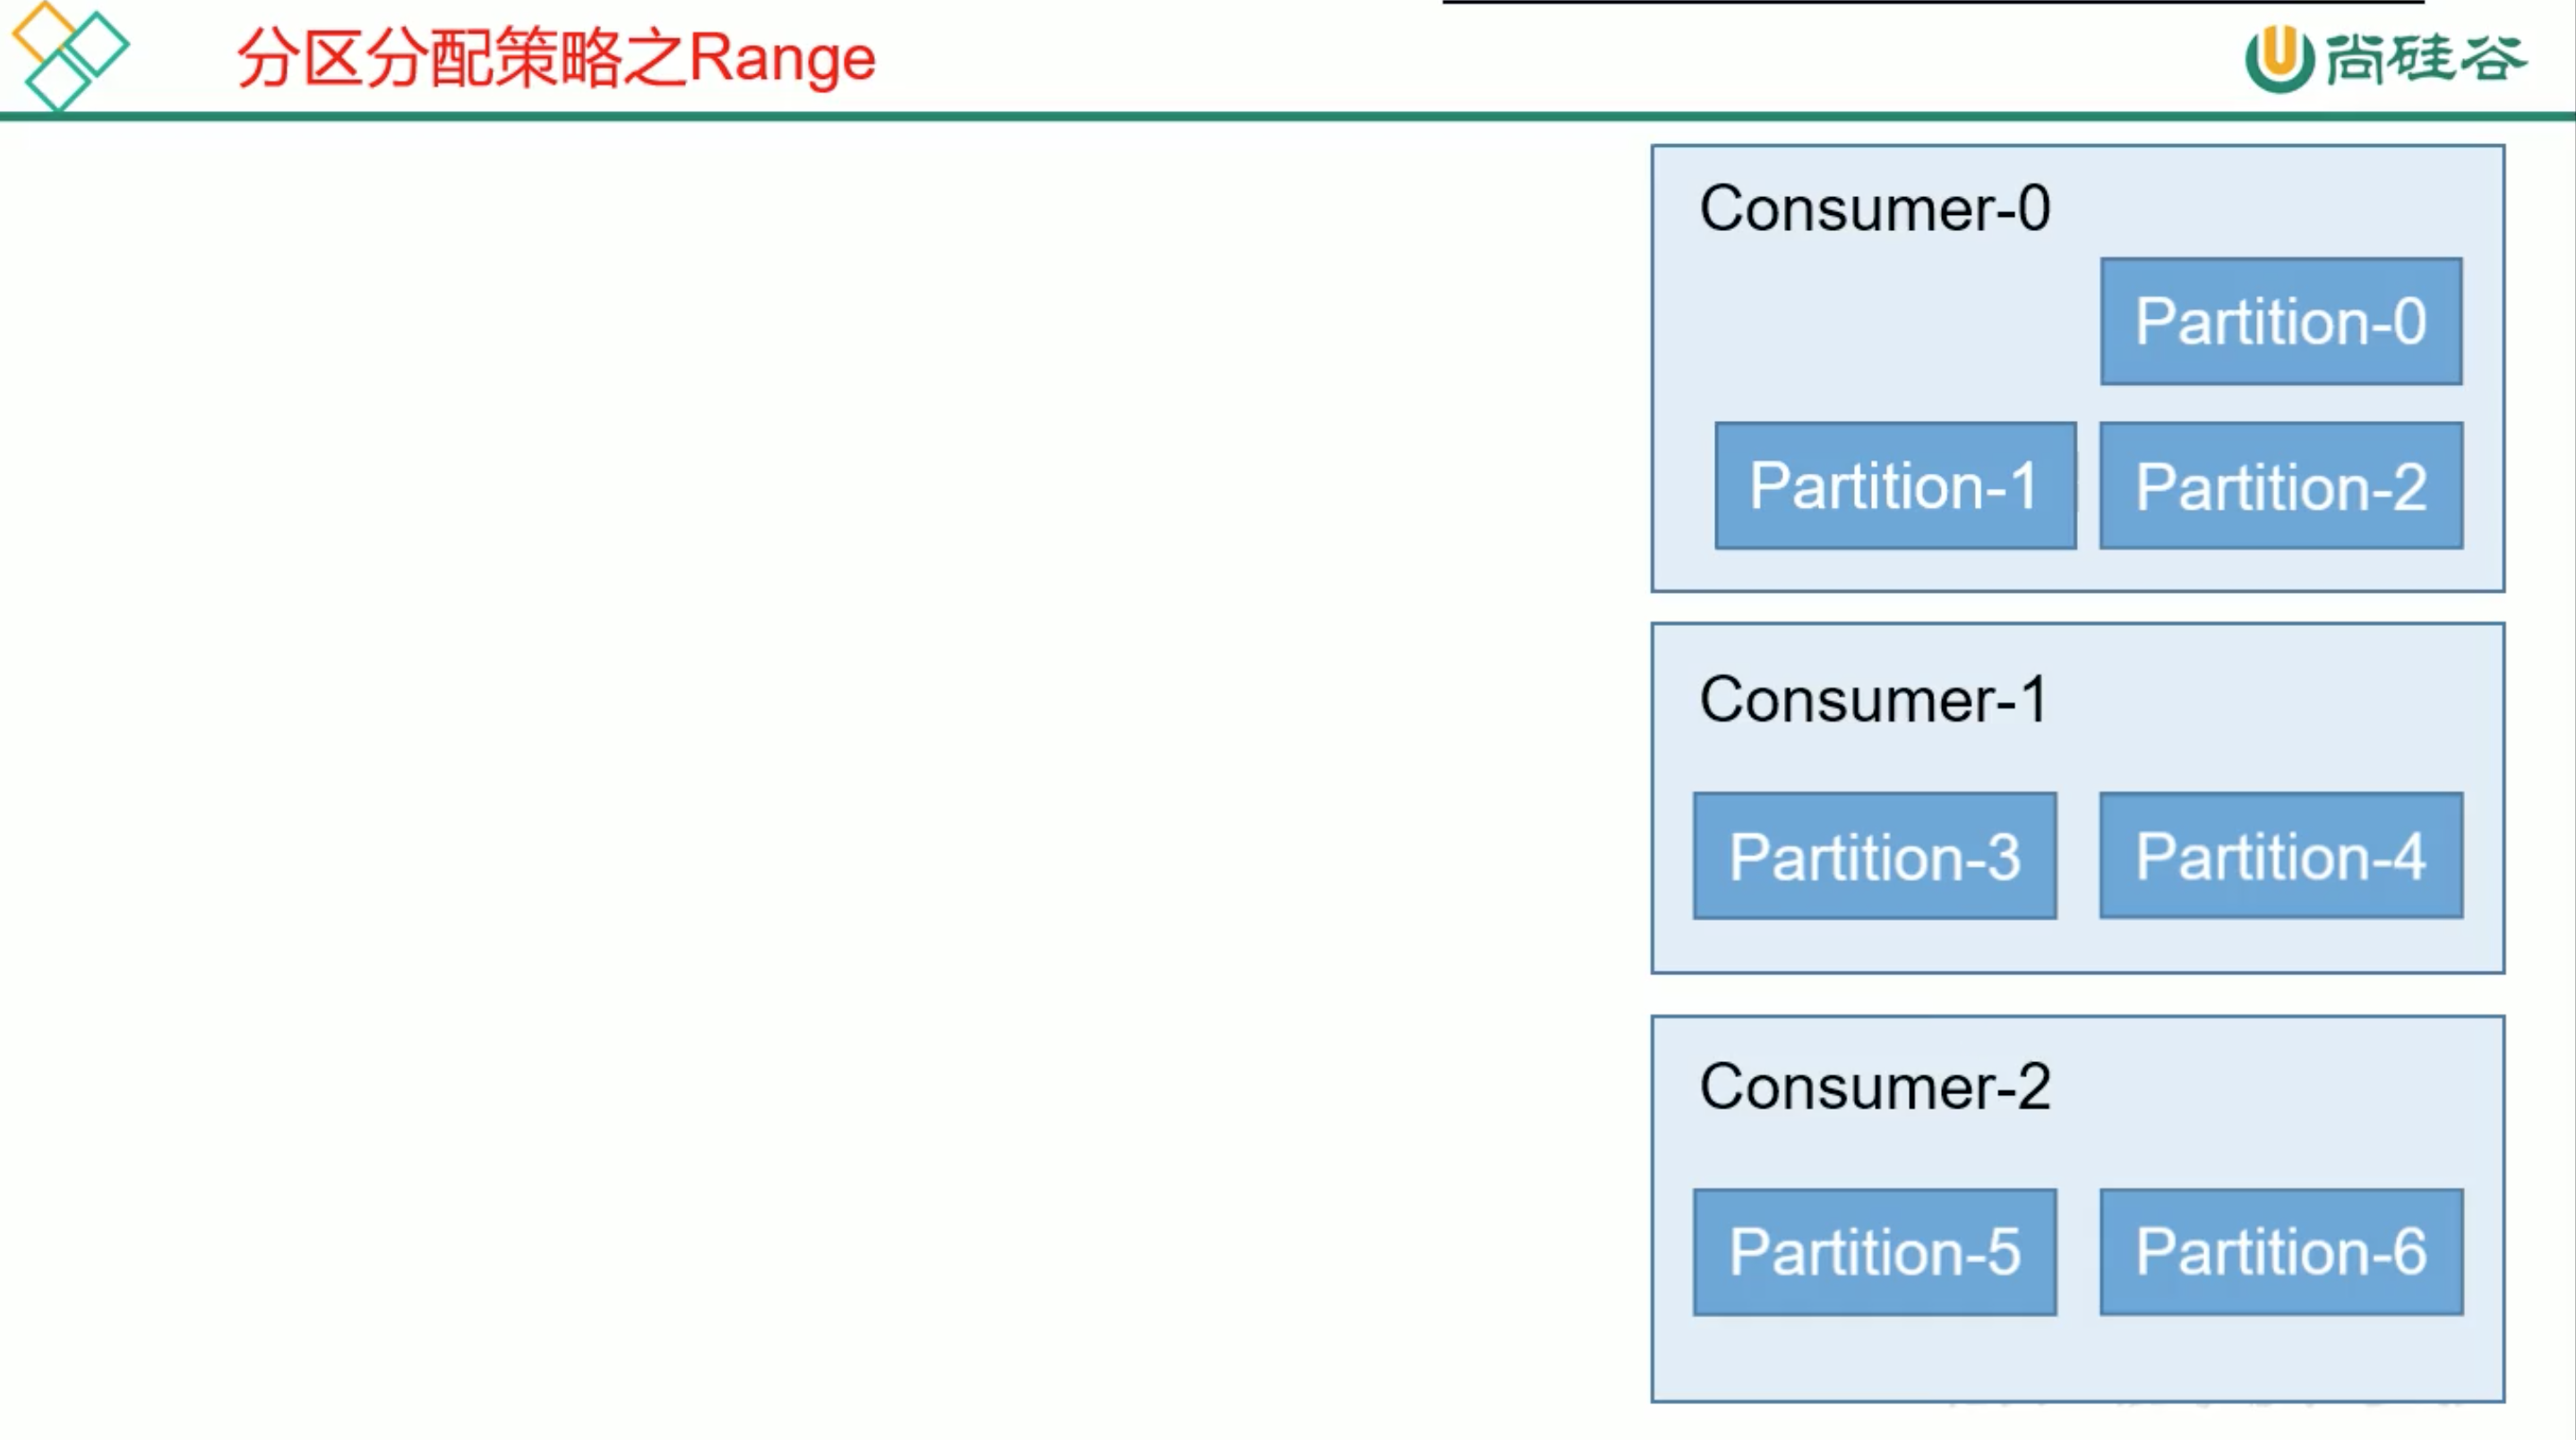 分区分配策略之Range
尚硅谷
Consumer-0
Partition-0
Partition-1 Partition-2
Consumer-1
Partition-3 Partition-4
Consumer-2
Partition-5 Partition-6